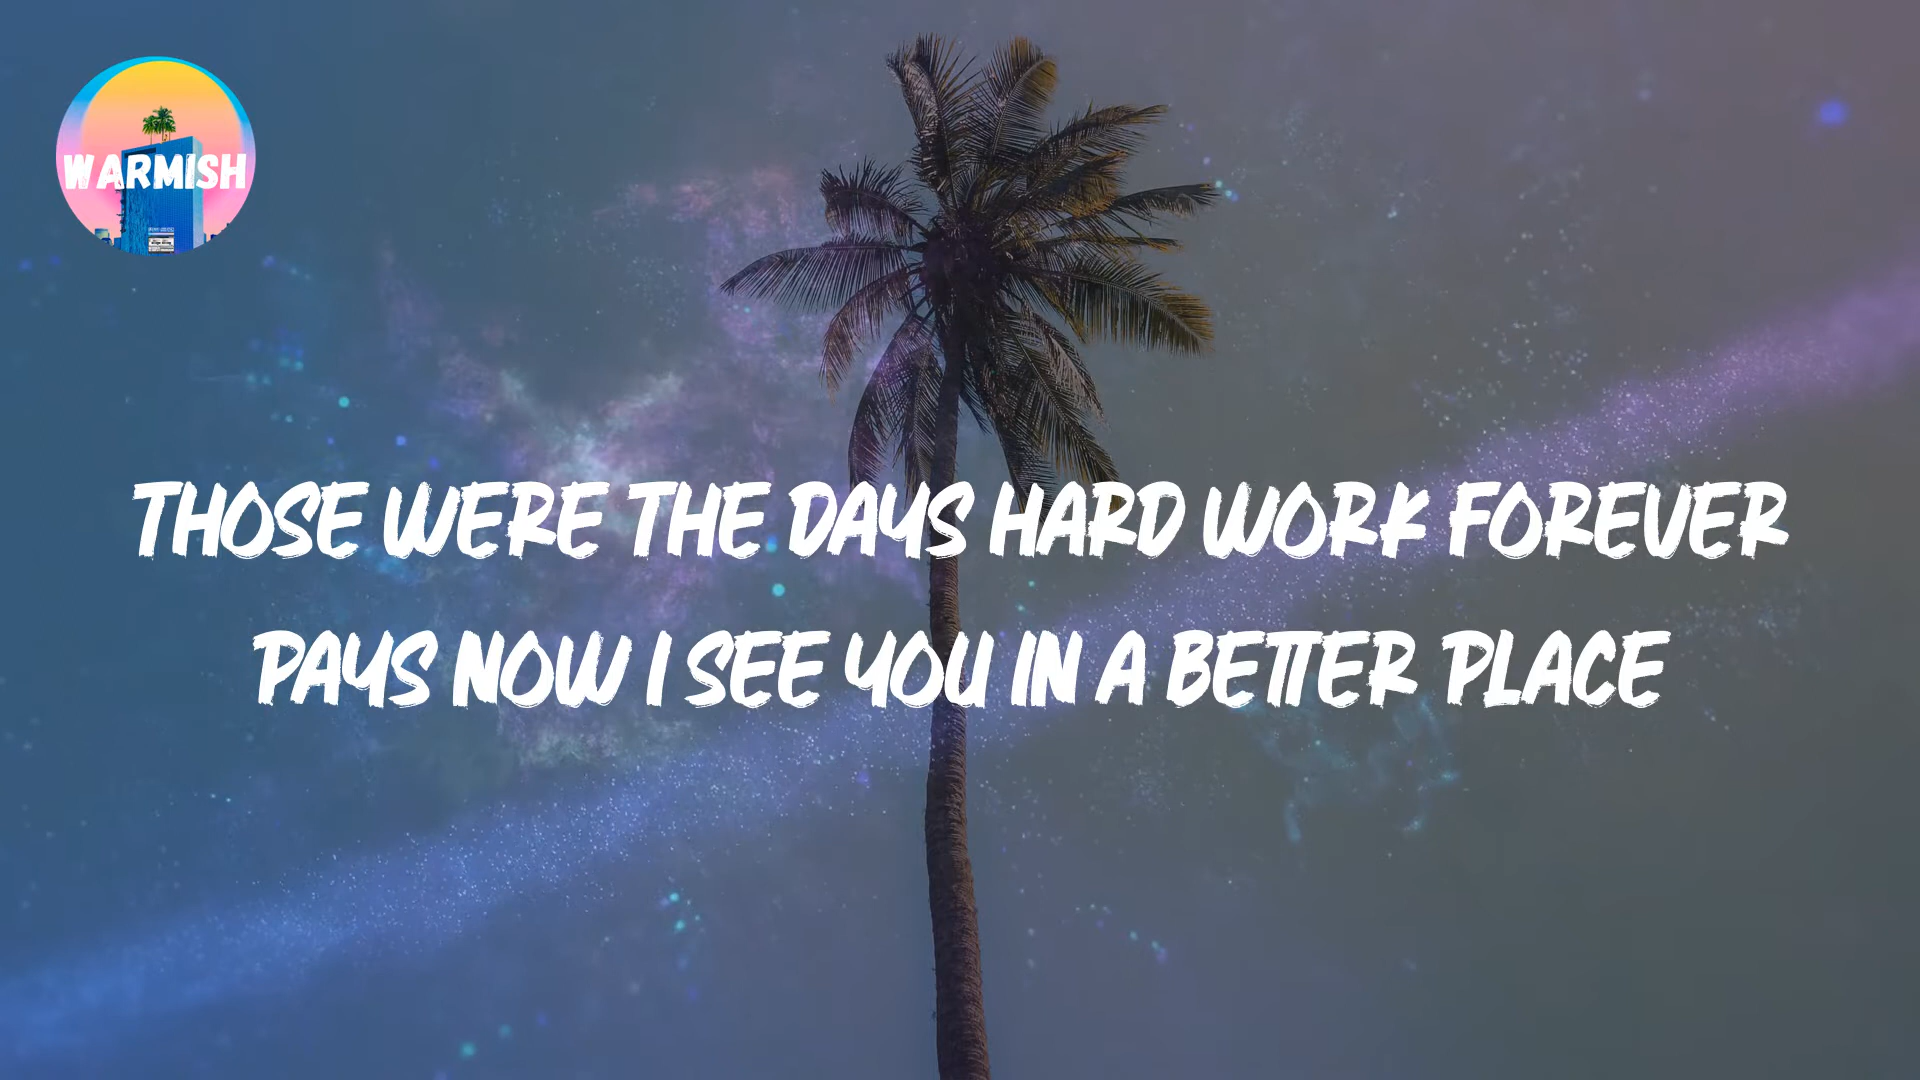 WARMISH
THOSE WERE THE DAYS HARD WORK FOREVER
PAYS NOW I SEE YOU IN A BETTER PLACE